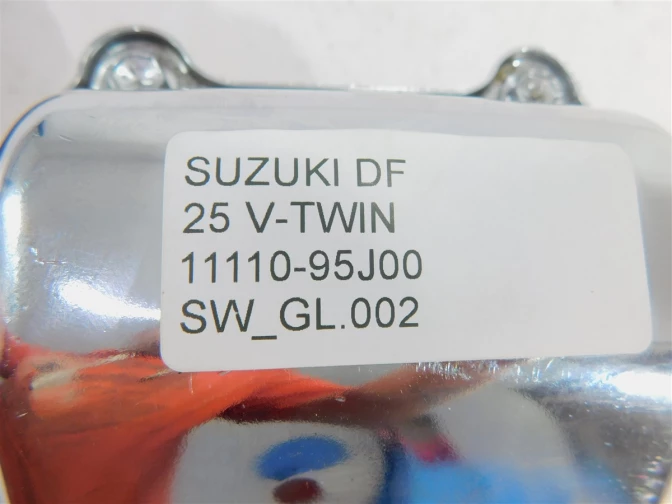 SUZUKI DF
25 V-TWIN
11110-95J00
SW_GL.002